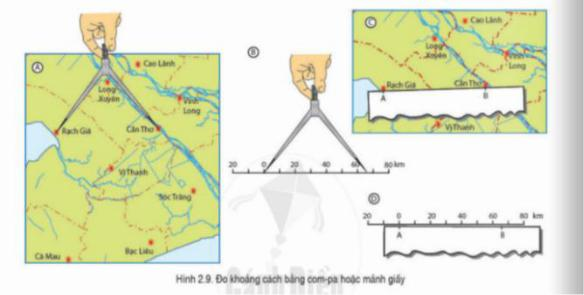 A
Cao Lãnh
Long
Xuyên
Vĩnh
Long
Rạch Giá
Cần Thơ
Vị Thanh
Sóc Trăng
Bạc Liêu
Cà Mau
B
20 0 20 40 60 80 km
C
Cao Lãnh
Long
Xuyên
Vĩnh
Long
Rạch Giá
Cần Thơ
A B
Vị Thanh
D
20 0 20 40 60 80 km
A B
Hình 2.9. Đo khoảng cách bằng com-pa hoặc mảnh giấy
Cánh Diều